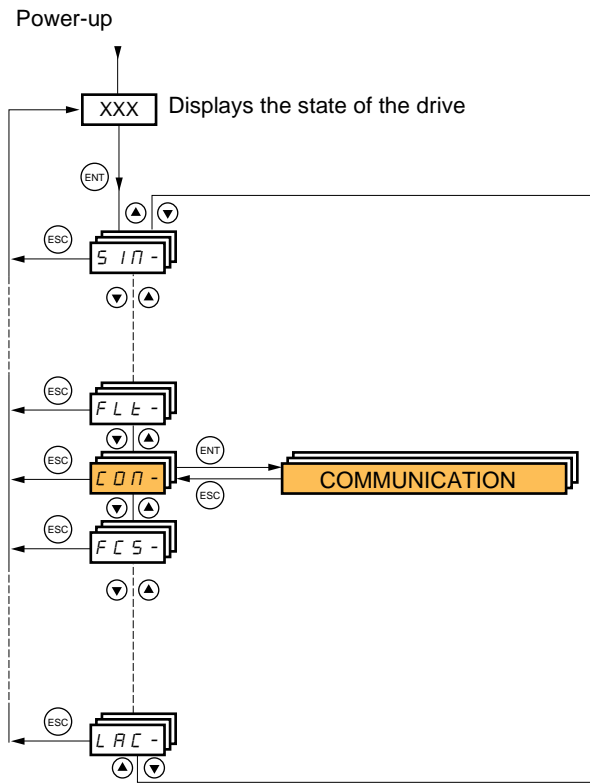 Power-up
XXX Displays the state of the drive
ENT
ESC
SIM-
ESC
FLt-
ESC
ENT
COM-
COMMUNICATION
ESC
ESC
FCS-
ESC
LAC-